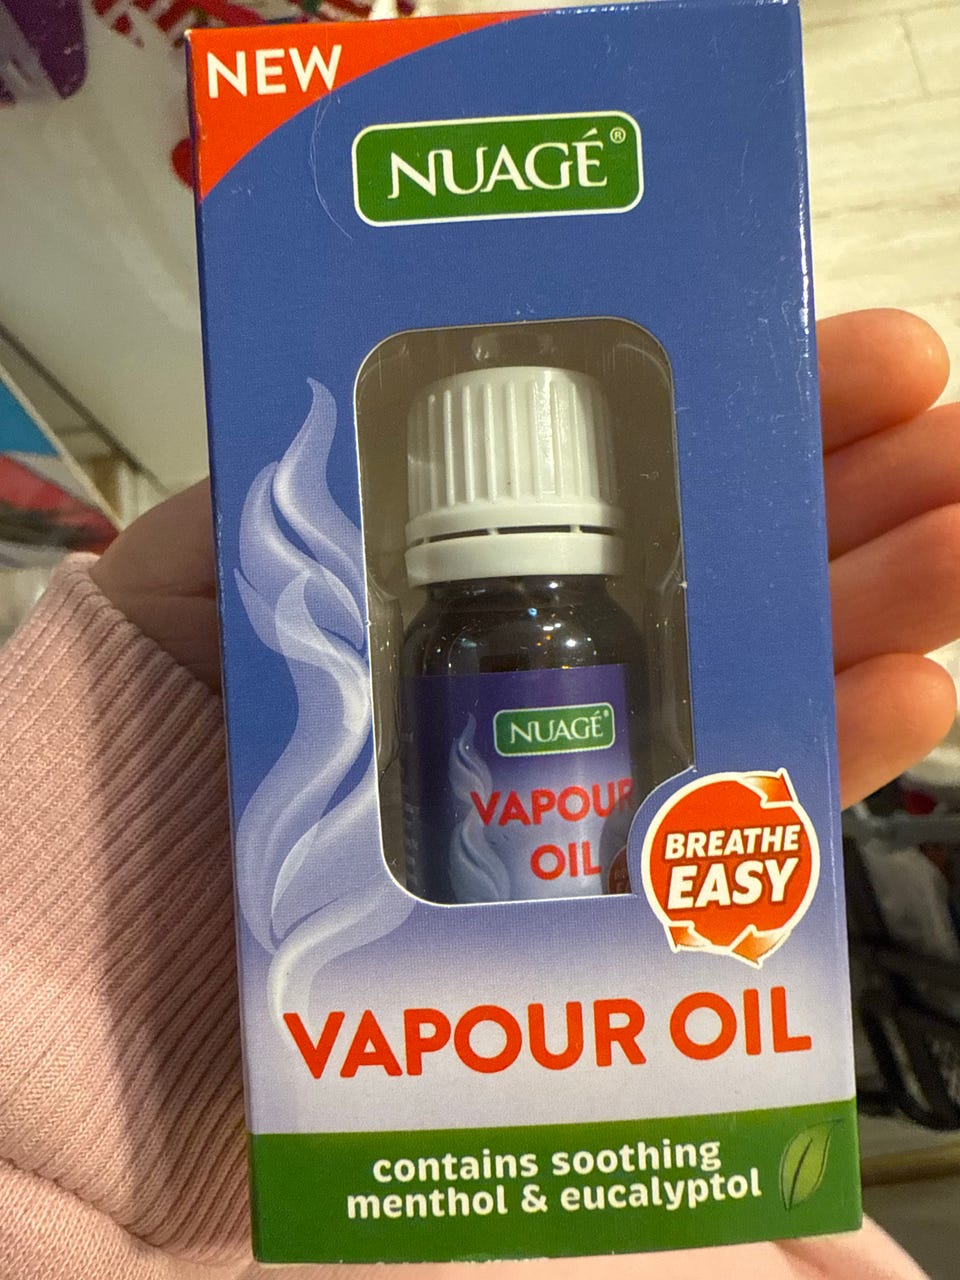 NEW
NUAGÉ®
NUAGÉ®
VAPOUR
OIL
BREATHE
EASY
VAPOUR OIL
contains soothing
menthol & eucalyptol